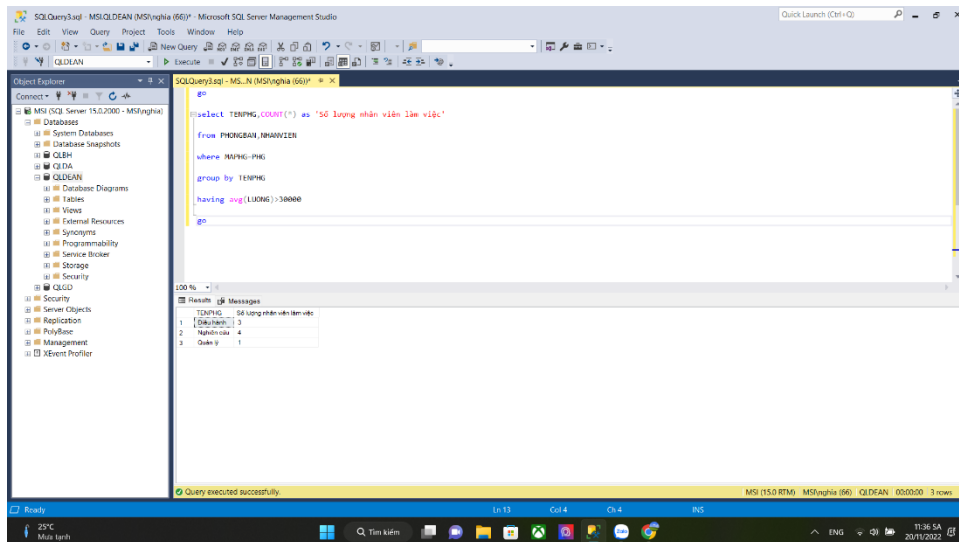 SQLQuery3.sql - MSI.QLDEAN (MSI\nghia (66))* - Microsoft SQL Server Management Studio
Quick Launch (Ctrl+Q)
File Edit View Query Project Tools Window Help
New Query
QLDEAN
Execute
Object Explorer
SQLQuery3.sql - MS...N (MSI\nghia (66))*
Connect
MSI (SQL Server 15.0.2000 - MSI\nghia)
Databases
System Databases
Database Snapshots
QLBH
QLDA
QLDEAN
Database Diagrams
Tables
Views
External Resources
Synonyms
Programmability
Service Broker
Storage
Security
QLGD
Security
Server Objects
Replication
PolyBase
Management
XEvent Profiler
go
select TENPHG,COUNT(*) as 'Số lượng nhân viên làm việc'
from PHONGBAN,NHANVIEN
where MAPHG=PHG
group by TENPHG
having avg(LUONG)>30000
go
100 %
Results Messages
TENPHG Số lượng nhân viên làm việc
1 Điều hành 3
2 Nghiên cứu 4
3 Quản lý 1
Query executed successfully.
MSI (15.0 RTM) MSI\nghia (66) QLDEAN 00:00:00 3 rows
Ready Ln 13 Col 4 Ch 4 INS
25°C
Mưa tạnh
Tìm kiếm
Zalo
ENG
11:36 SA
20/11/2022